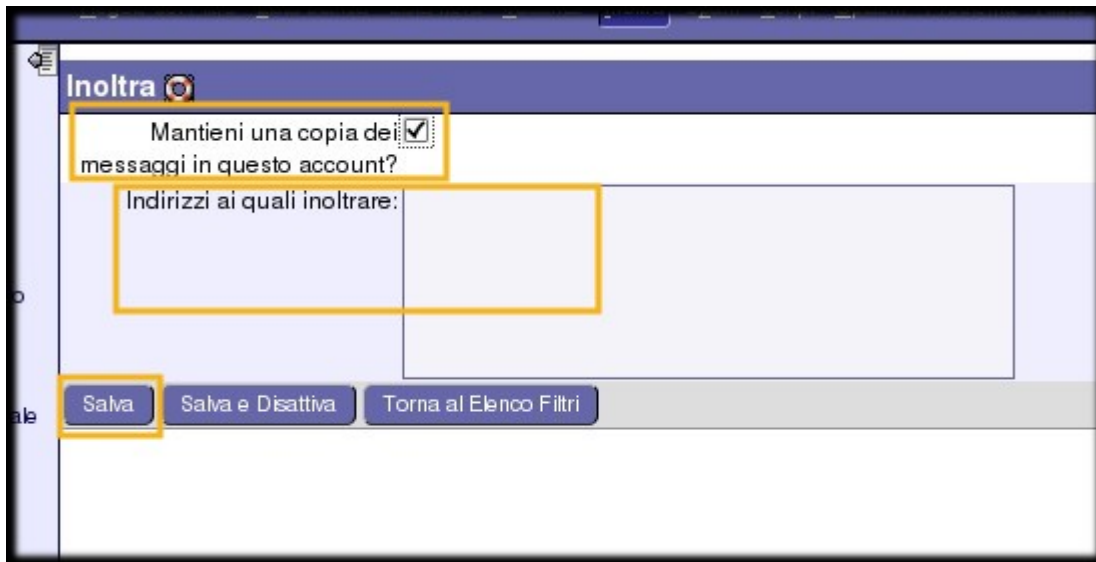 Inoltra
Mantieni una copia dei
messaggi in questo account?
Indirizzi ai quali inoltrare:
o
ale
Salva
Salva e Disattiva
Torna al Elenco Filtri